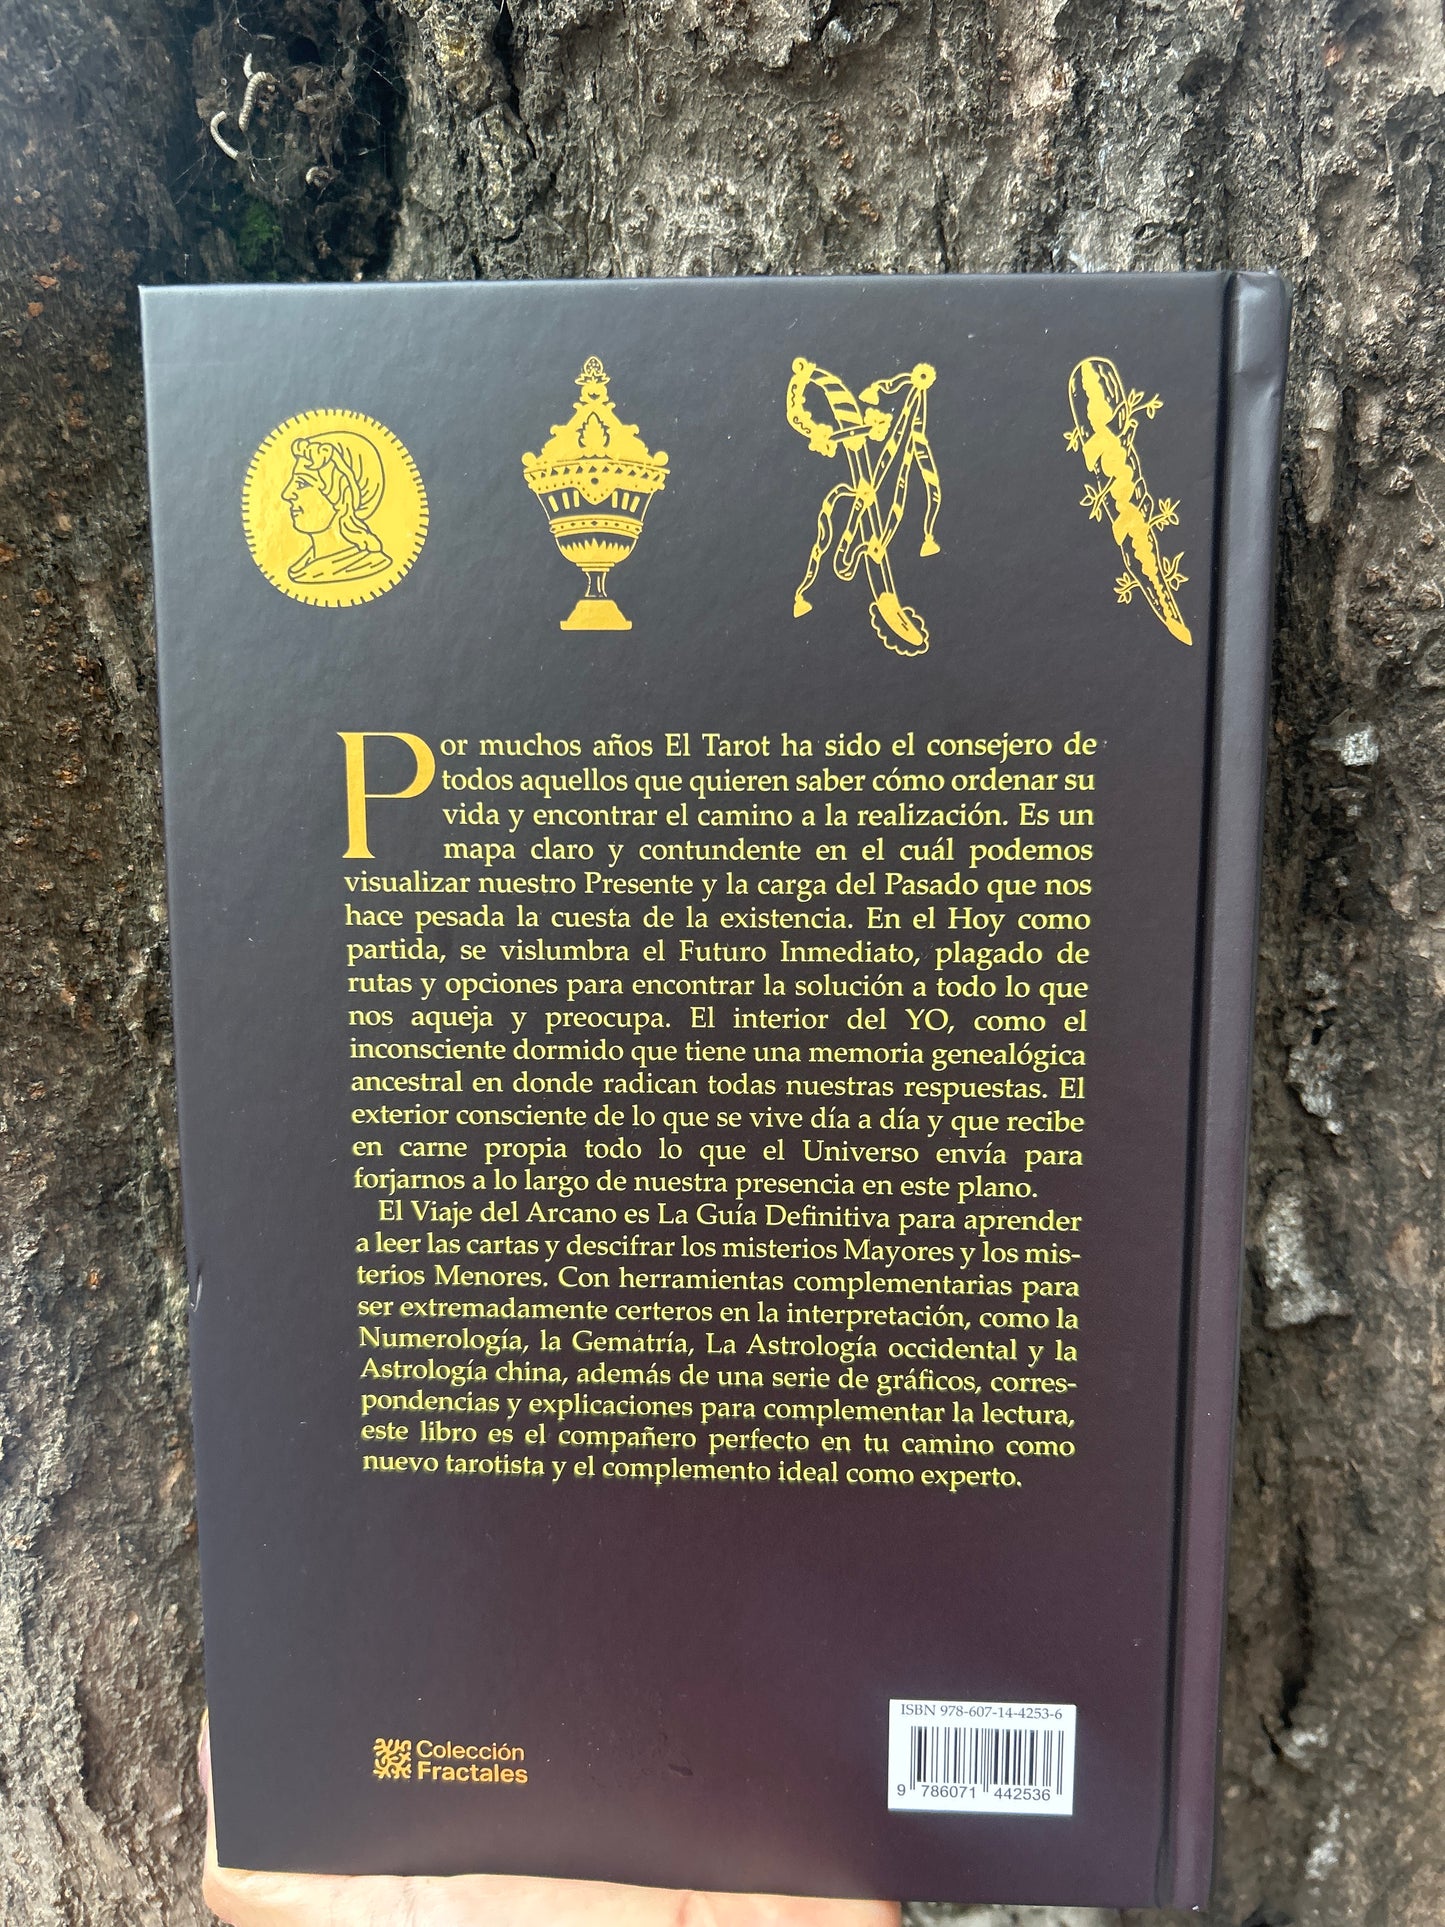 Por muchos años El Tarot ha sido el consejero de
todos aquellos que quieren saber cómo ordenar su
vida y encontrar el camino a la realización. Es un
mapa claro y contundente en el cuál podemos
visualizar nuestro Presente y la carga del Pasado que nos
hace pesada la cuesta de la existencia. En el Hoy como
partida, se vislumbra el Futuro Inmediato, plagado de
rutas y opciones para encontrar la solución a todo lo que
nos aqueja y preocupa. El interior del YO, como el
inconsciente dormido que tiene una memoria genealógica
ancestral en donde radican todas nuestras respuestas. El
exterior consciente de lo que se vive día a día y que recibe
en carne propia todo lo que el Universo envía para
forjarnos a lo largo de nuestra presencia en este plano.
El Viaje del Arcano es La Guía Definitiva para aprender
a leer las cartas y descifrar los misterios Mayores y los mis-
terios Menores. Con herramientas complementarias para
ser extremadamente certeros en la interpretación, como la
Numerología, la Gematría, La Astrología occidental y la
Astrología china, además de una serie de gráficos, corres-
pondencias y explicaciones para complementar la lectura,
este libro es el compañero perfecto en tu camino como
nuevo tarotista y el complemento ideal como experto.
Colección
Fractales
ISBN 978-607-14-4253-6
9 786071 442536